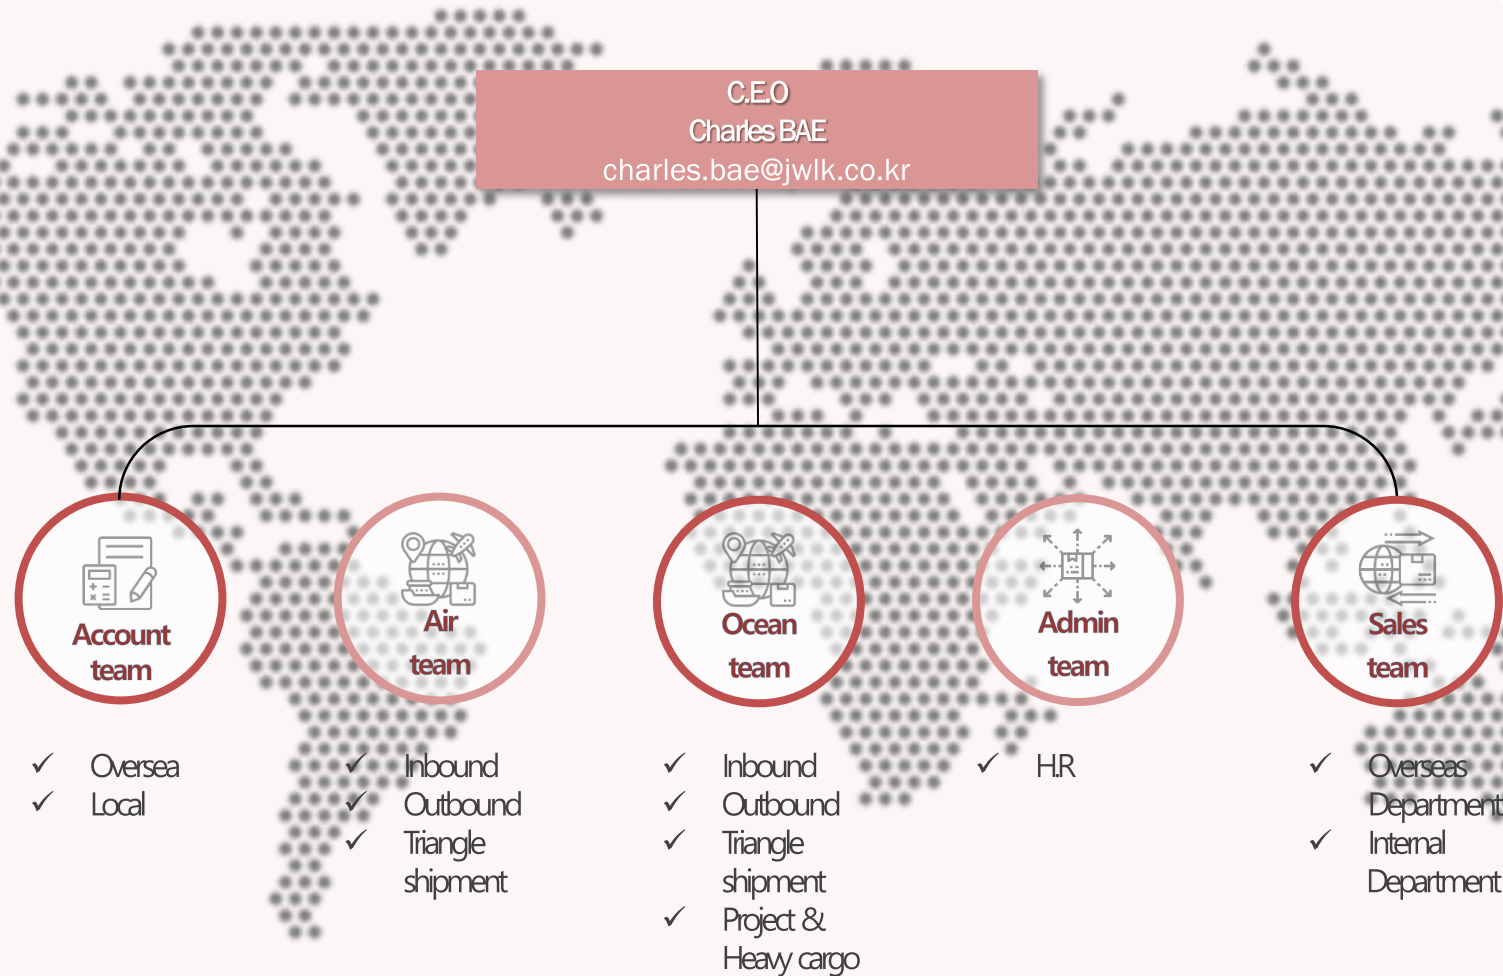 C.E.O
Charles BAE
charles.bae@jwlk.co.kr
Account
team
✓ Oversea
✓ Local
Air
team
✓ Inbound
✓ Outbound
✓ Triangle
shipment
Ocean
team
✓ Inbound
✓ Outbound
✓ Triangle
shipment
✓ Project &
Heavy cargo
Admin
team
✓ H.R
Sales
team
✓ Overseas
Department
✓ Internal
Department